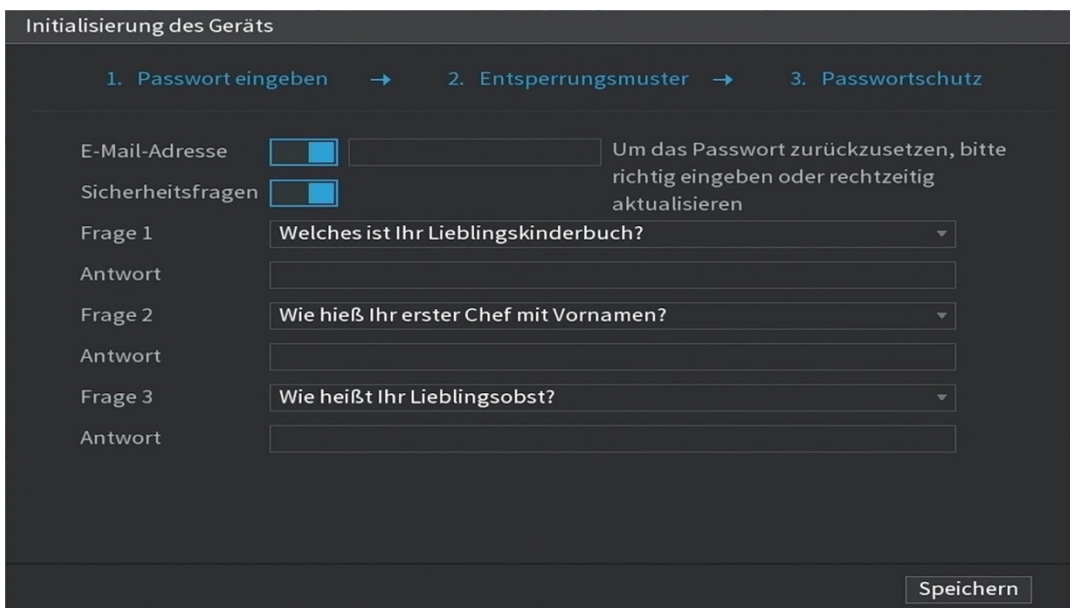 Initialisierung des Geräts
1. Passwort eingeben → 2. Entsperrungsmuster → 3. Passwortschutz
E-Mail-Adresse
Um das Passwort zurückzusetzen, bitte
richtig eingeben oder rechtzeitig
aktualisieren
Sicherheitsfragen
Frage 1 Welches ist Ihr Lieblingskinderbuch?
Antwort
Frage 2 Wie hieß Ihr erster Chef mit Vornamen?
Antwort
Frage 3 Wie heißt Ihr Lieblingsobst?
Antwort
Speichern